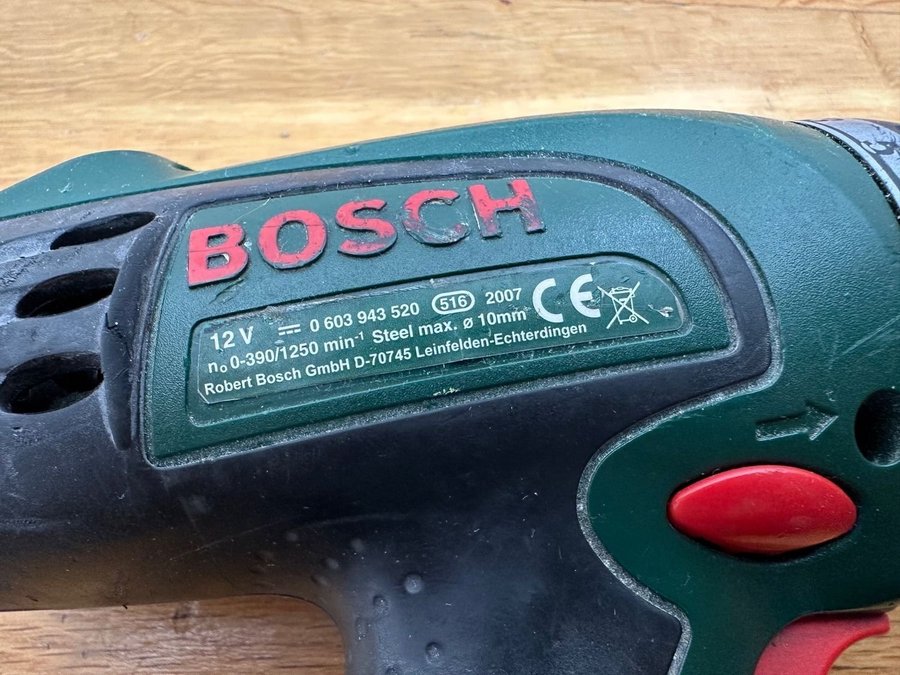 BOSCH
12 V ⎓ 0 603 943 520 516 2007 CE
n₀ 0-390/1250 min⁻¹ Steel max. ø 10mm
Robert Bosch GmbH D-70745 Leinfelden-Echterdingen